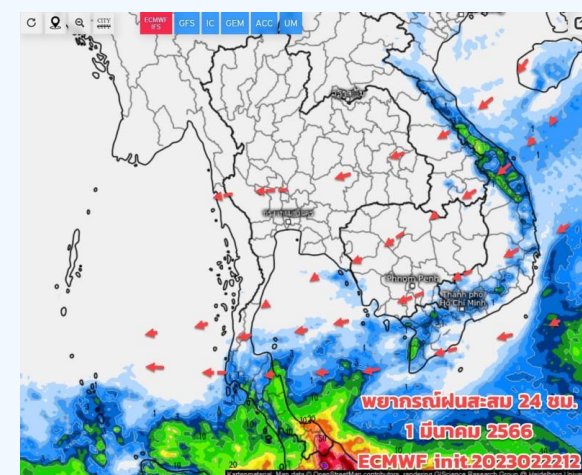 CITY
CITY
ECMWF
IFS
GFS
IC
GEM
ACC
UM
Phnom Penh
Thành phố
Hồ Chí Minh
พยากรณ์ฝนสะสม 24 ชม.
1 มีนาคม 2566
ECMWF init.2023022212